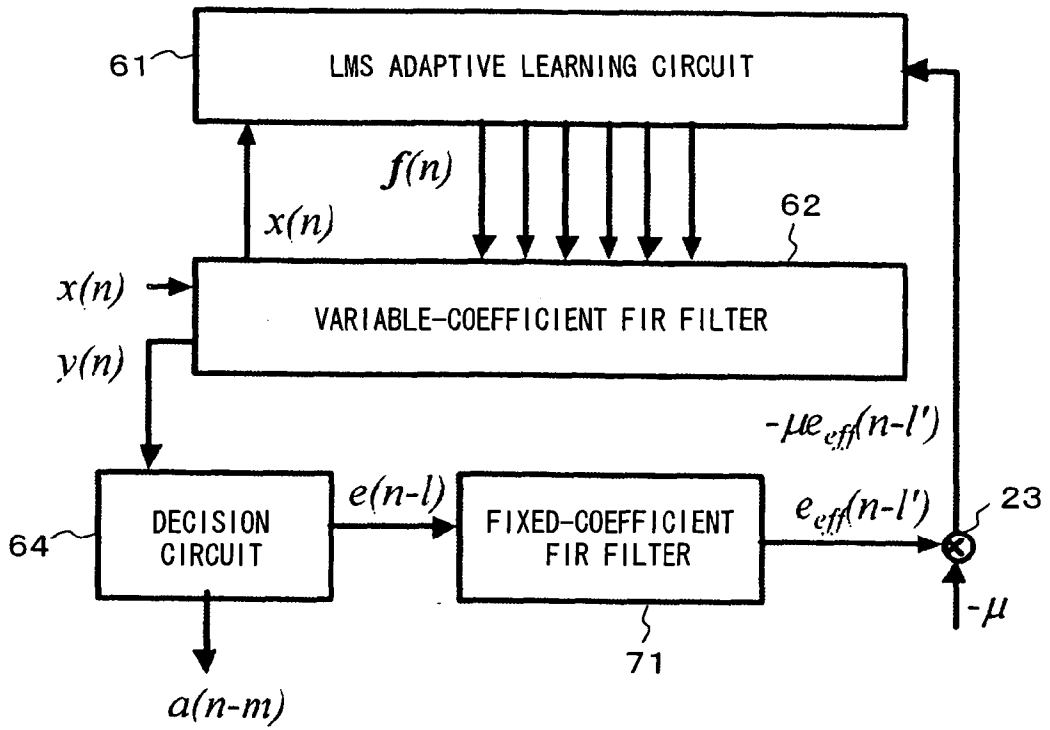 61
LMS ADAPTIVE LEARNING CIRCUIT
f(n)
x(n)
62
x(n)
VARIABLE-COEFFICIENT FIR FILTER
y(n)
-μe_eff(n-l')
64
DECISION
CIRCUIT
e(n-l)
FIXED-COEFFICIENT
FIR FILTER
71
e_eff(n-l')
23
×
-μ
a(n-m)